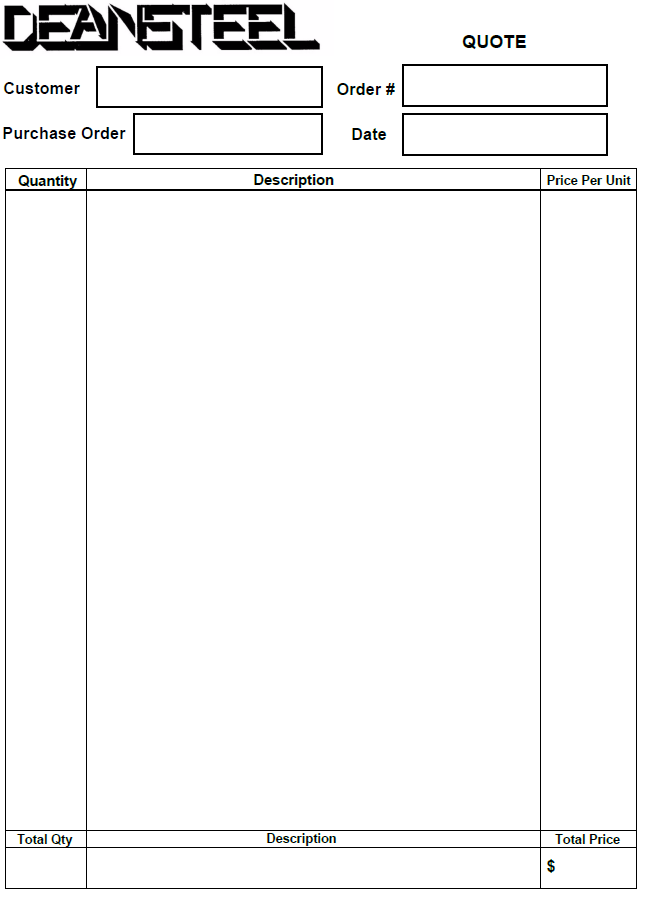 DEANSTEEL
QUOTE
Customer
Order #
Purchase Order
Date
Quantity Description Price Per Unit
Total Qty Description Total Price
$